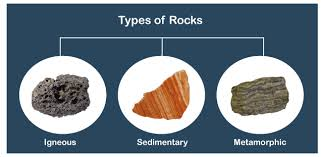 Types of Rocks
Igneous
Sedimentary
Metamorphic